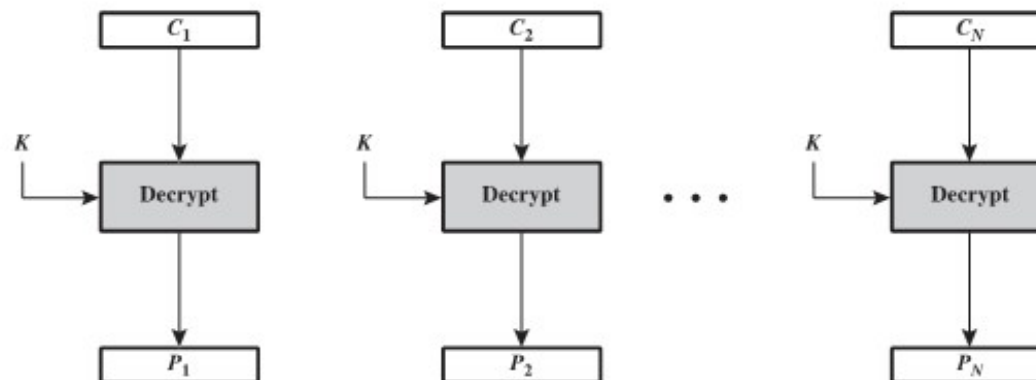 C1 C2 CN
K K K
Decrypt Decrypt • • • Decrypt
P1 P2 PN